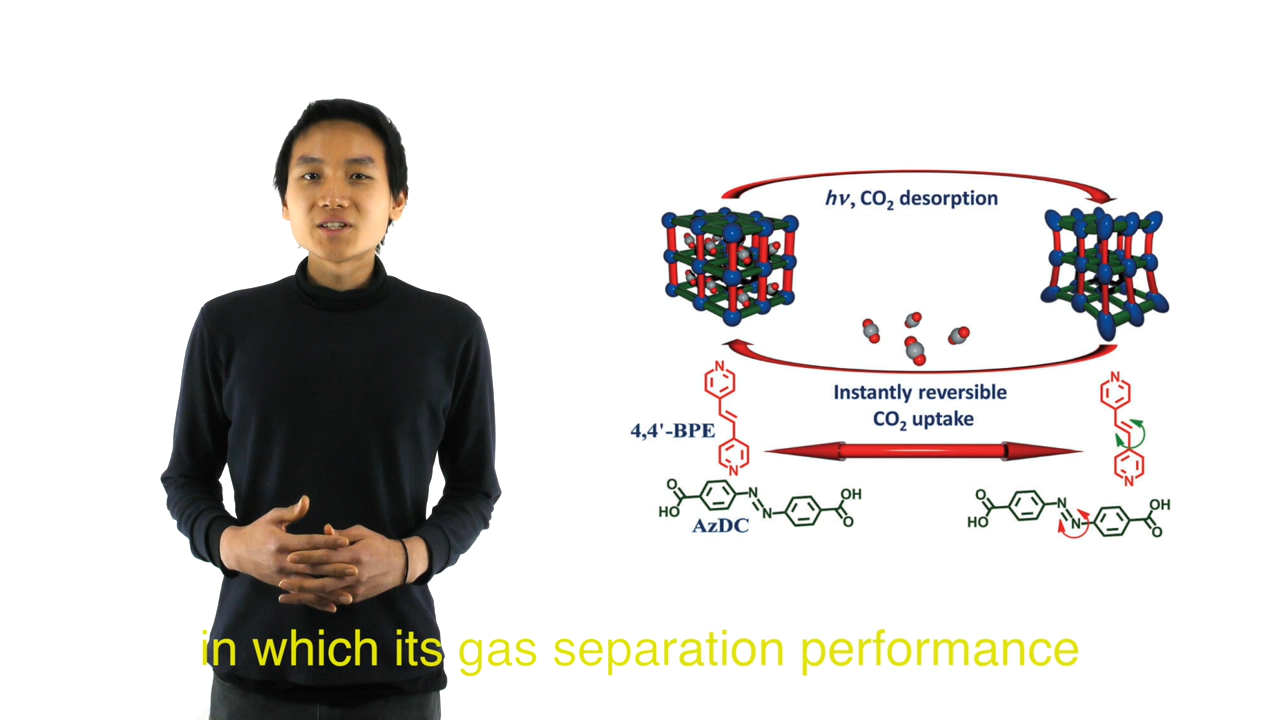 hν, CO₂ desorption
Instantly reversible
CO₂ uptake
N
N
4,4'-BPE
N
N
O
HO
N
N
OH
O
AzDC
O
HO
N
N
OH
O
in which its gas separation performance